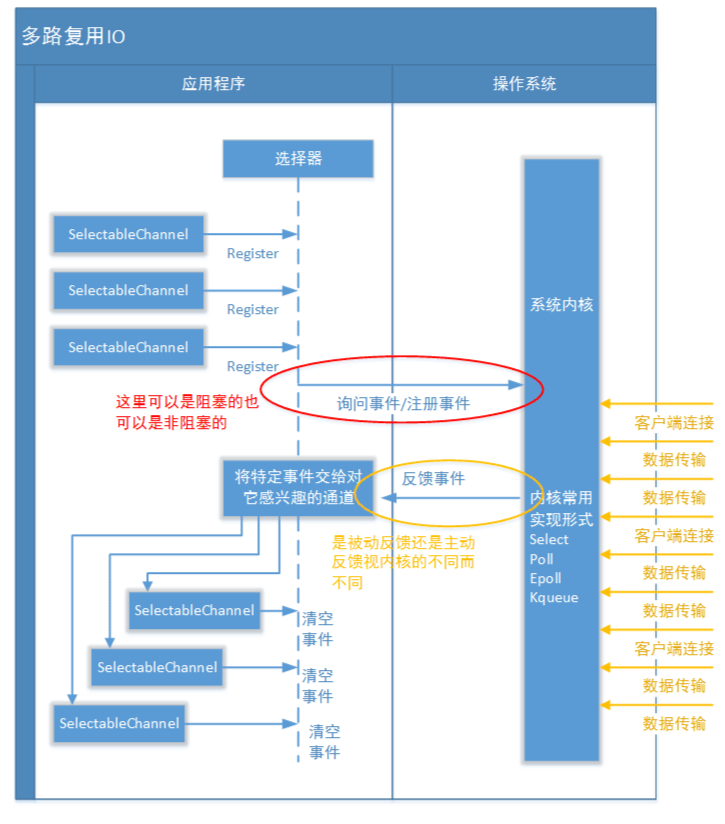 多路复用IO
应用程序
操作系统
选择器
SelectableChannel
Register
SelectableChannel
Register
SelectableChannel
Register
系统内核
这里可以是阻塞的也
可以是非阻塞的
询问事件/注册事件
将特定事件交给对
它感兴趣的通道
反馈事件
是被动反馈还是主动
反馈视内核的不同而
不同
内核常用
实现形式
Select
Poll
Epoll
Kqueue
客户端连接
数据传输
数据传输
客户端连接
数据传输
数据传输
客户端连接
数据传输
数据传输
SelectableChannel
清空
事件
SelectableChannel
清空
事件
SelectableChannel
清空
事件